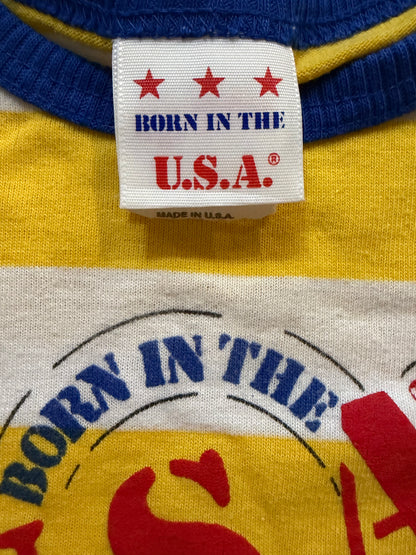 BORN IN THE
U.S.A.®
MADE IN U.S.A.
BORN IN THE
U.S.A